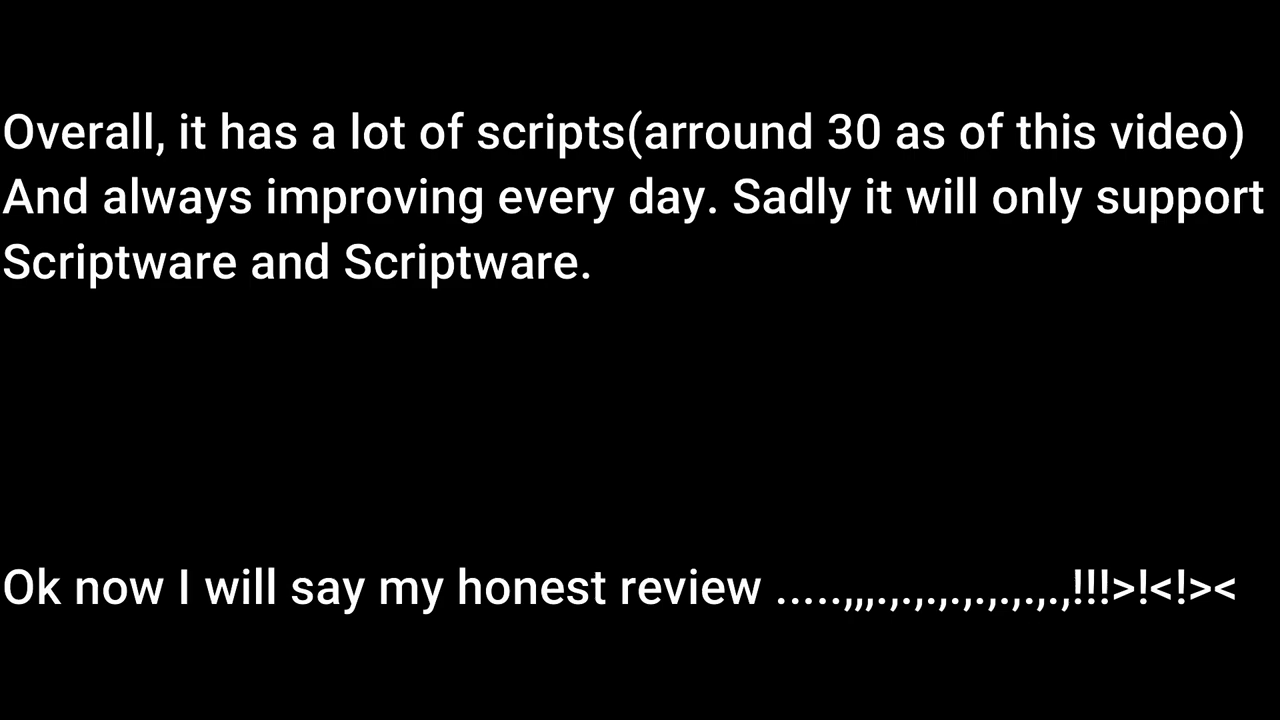 Overall, it has a lot of scripts(arround 30 as of this video)
And always improving every day. Sadly it will only support
Scriptware and Scriptware.
Ok now I will say my honest review .....,,,.,.,.,.,.,.,.,.,!!!>!<!><